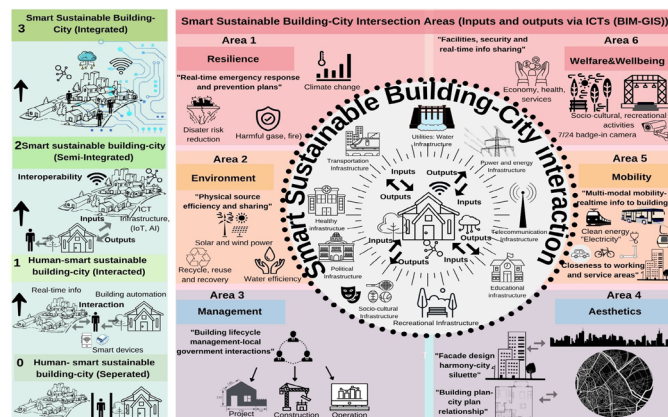 3
Smart Sustainable Building-
City (Integrated)
2 Smart sustainable building-city
(Semi-Integrated)
Interoperability
ICT
Infrastructure,
(IoT, AI)
Inputs
Outputs
1
Human-smart sustainable
building-city (Interacted)
Real-time info
Building automation
Interaction
Smart devices
0
Human- smart sustainable
building-city (Seperated)
Smart Sustainable Building-City Intersection Areas (Inputs and outputs via ICTs (BIM-GIS))
Area 1
Resilience
"Real-time emergency response
and prevention plans"
Climate change
Disater risk
reduction
Harmful gase, fire)
Area 2
Environment
"Physical source
efficiency and sharing"
Solar and wind power
Recycle, reuse
and recovery
Water efficiency
Area 3
Management
"Building lifecycle
management-local
government interactions"
Project
Construction
Operation
Smart Sustainable Building-City Interaction
Utilities: Water
Infrastructure
Transportation
Infrastructure
Power and energy
Infrastructure
Healthy
infrastructue
Telecommunication
Infrastructure
Political
Infrastructure
Educational
infrastructure
Socio-cultural
Infrastructure
Recreational Infrastructure
Inputs
Outputs
Outputs
Inputs
Inputs
Outputs
Outputs
Inputs
"Facilities, security and
real-time info sharing"
Area 6
Welfare&Wellbeing
Economy, health,
services
Socio-cultural, recreational
activities
7/24 badge-in camera
Area 5
Mobility
"Multi-modal mobility-
realtime info to building"
Clean energy
"Electricity"
"Closeness to working
and service areas"
Area 4
Aesthetics
"Facade design
harmony-city
siluette"
"Building plan-
city plan
relationship"